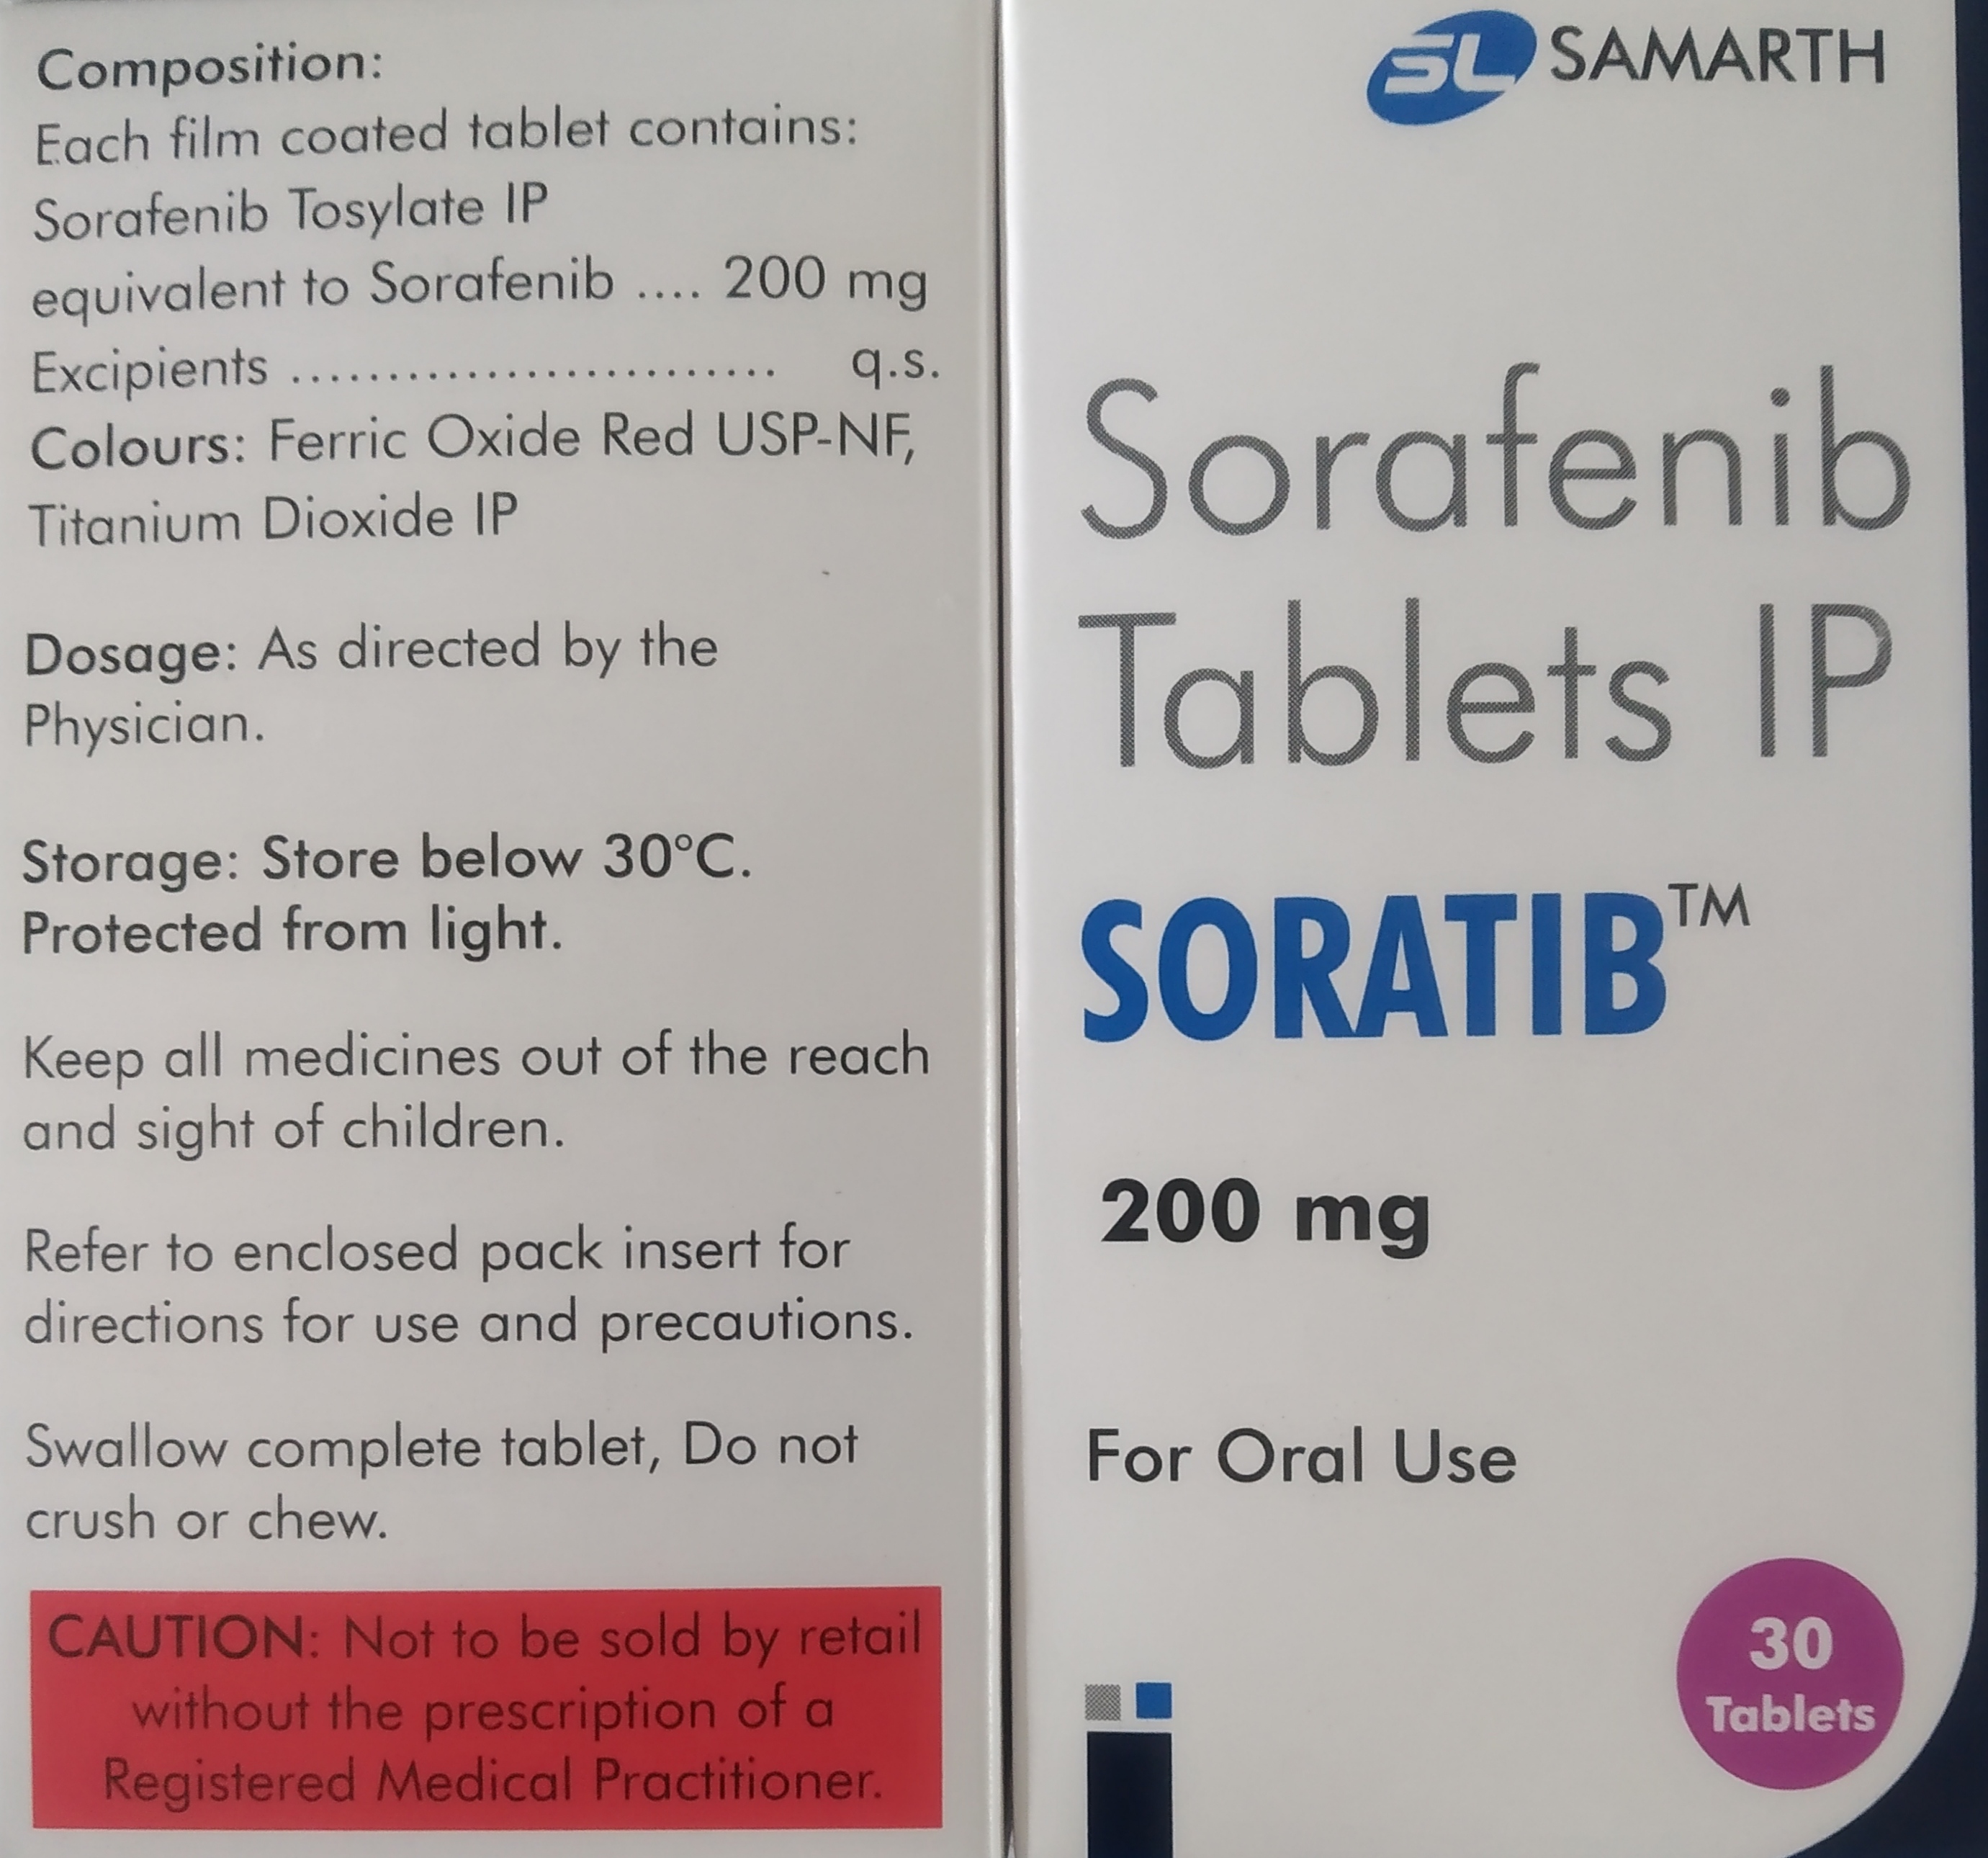 Composition:
Each film coated tablet contains:
Sorafenib Tosylate IP
equivalent to Sorafenib .... 200 mg
Excipients .............................. q.s.
Colours: Ferric Oxide Red USP-NF,
Titanium Dioxide IP
Dosage: As directed by the
Physician.
Storage: Store below 30°C.
Protected from light.
Keep all medicines out of the reach
and sight of children.
Refer to enclosed pack insert for
directions for use and precautions.
Swallow complete tablet, Do not
crush or chew.
CAUTION: Not to be sold by retail
without the prescription of a
Registered Medical Practitioner.
SL SAMARTH
Sorafenib
Tablets IP
SORATIB™
200 mg
For Oral Use
30
Tablets